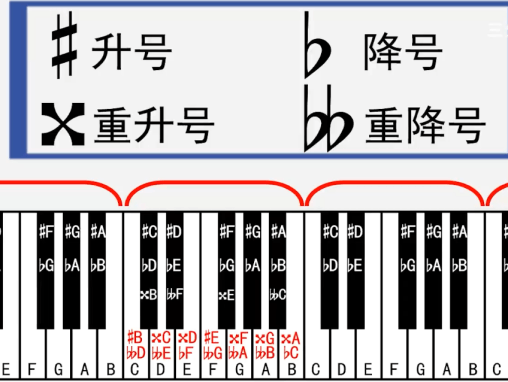 ♯ 升号 ♭ 降号
𝄪 重升号 𝄫 重降号
♯F ♯G ♯A ♯C ♯D ♯F ♯G ♯A ♯C ♯D ♯F ♯G ♯A
♭G ♭A ♭B ♭D ♭E ♭G ♭A ♭B ♭D ♭E ♭G ♭A ♭B
𝄪B 𝄫F 𝄪E 𝄫C
♯B 𝄪C 𝄪D ♯E 𝄪F 𝄪G 𝄪A
𝄫D 𝄫E ♭F 𝄫G 𝄫A 𝄫B ♭C
E F G A B C D E F G A B C D E F G A B C